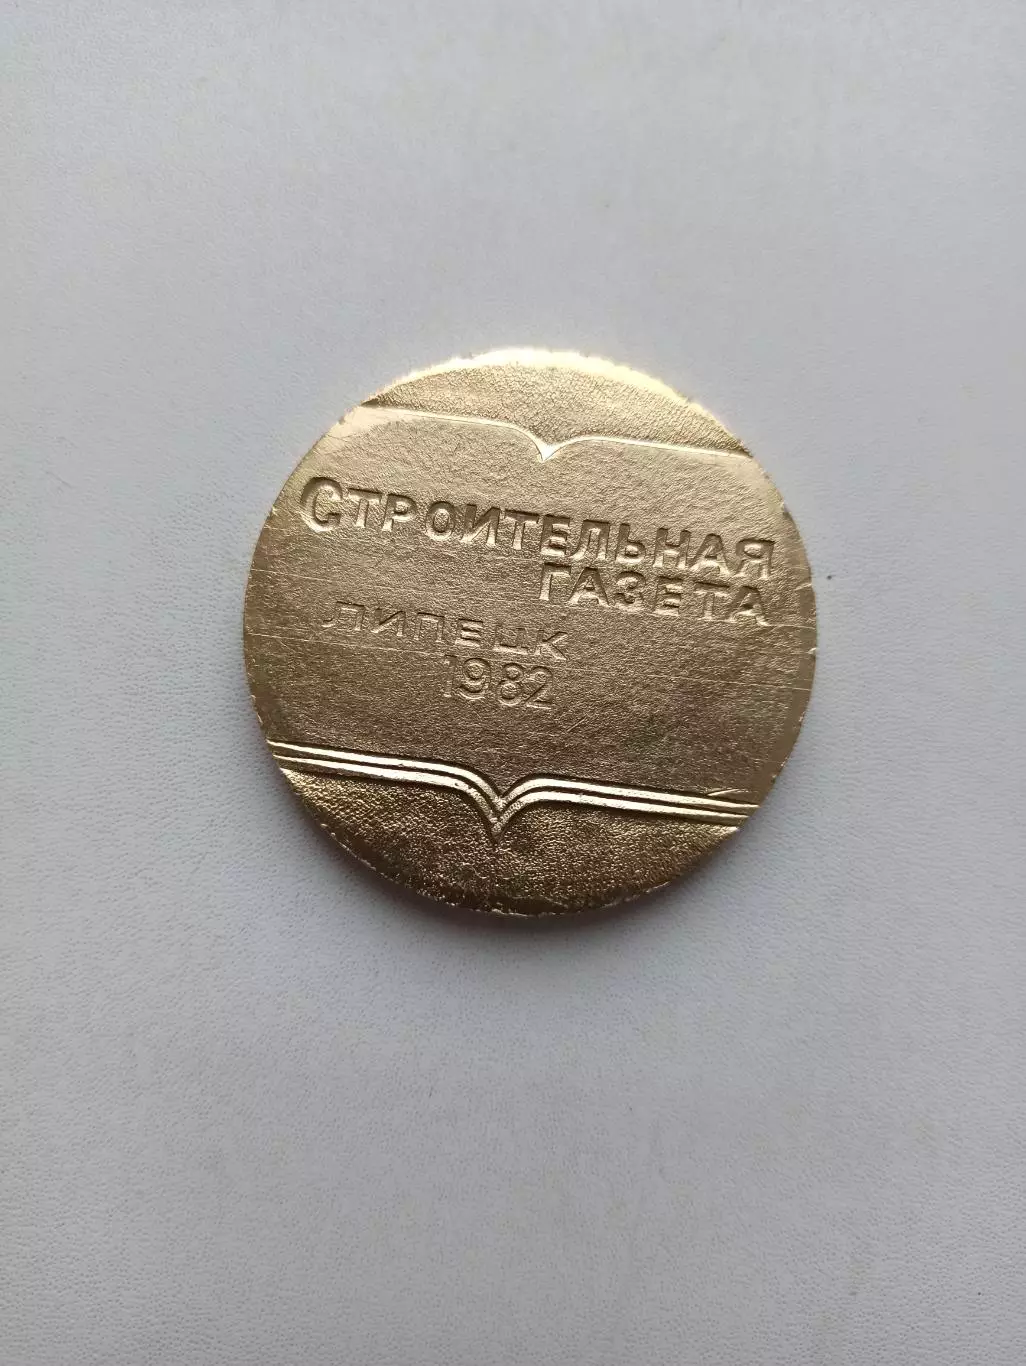 СТРОИТЕЛЬНАЯ
ГАЗЕТА
ЛИПЕЦК
1982